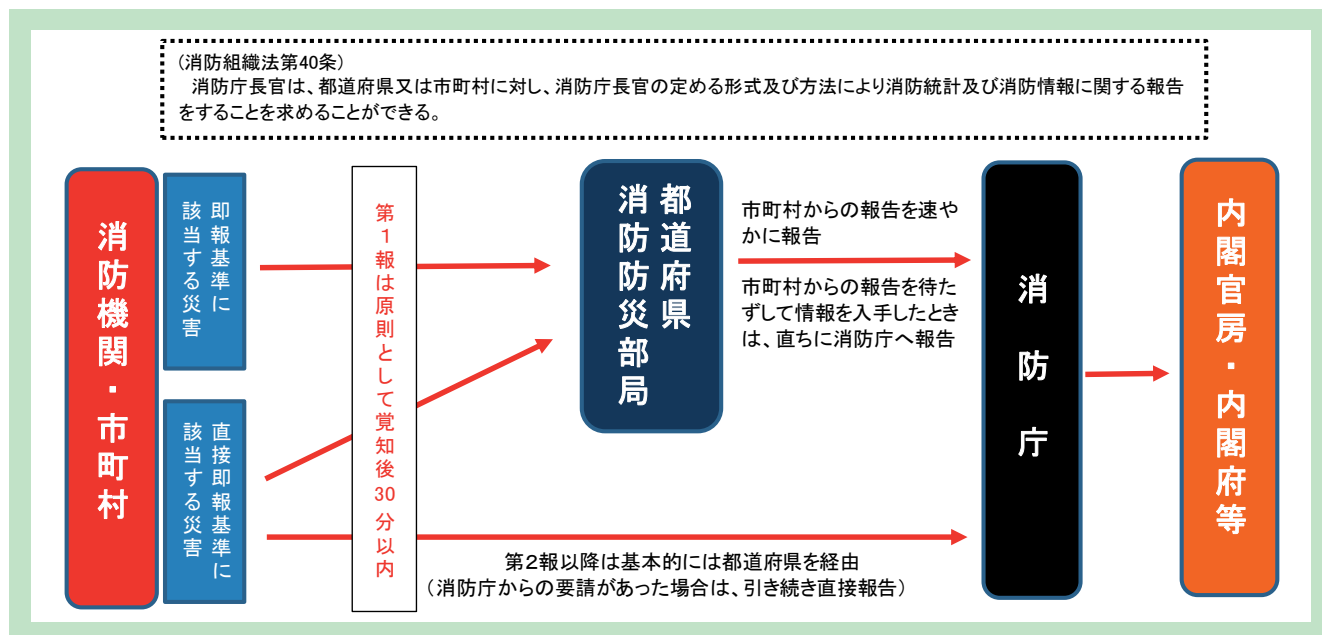 （消防組織法第40条）
消防庁長官は、都道府県又は市町村に対し、消防庁長官の定める形式及び方法により消防統計及び消防情報に関する報告
をすることを求めることができる。
消防機関・市町村
即報基準に
該当する災害
直接即報基準に
該当する災害
第１報は原則として覚知後30分以内
都道府県
消防防災部局
市町村からの報告を速や
かに報告
市町村からの報告を待た
ずして情報を入手したとき
は、直ちに消防庁へ報告
第２報以降は基本的には都道府県を経由
（消防庁からの要請があった場合は、引き続き直接報告）
消防庁
内閣官房・内閣府等